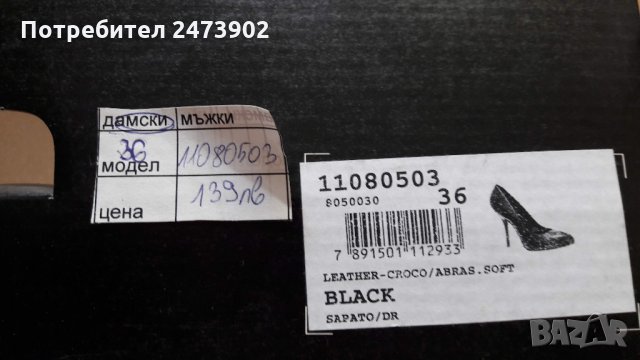 Потребител 2473902
дамски мъжки
36
модел 11080503
цена 139лв
11080503
8050030 36
7 891501 112933
LEATHER-CROCO/ABRAS.SOFT
BLACK
SAPATO/DR
BAZAR